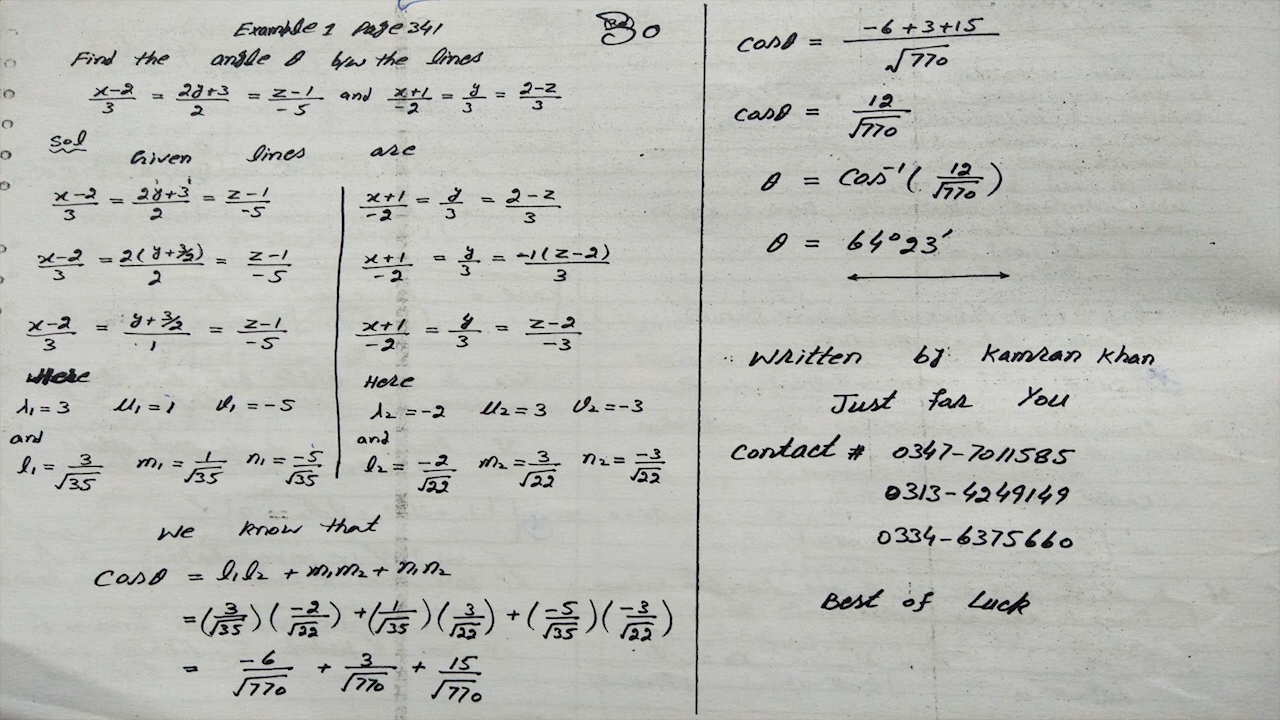 Example 1 Page 341
Find the angle θ b/w the lines
x-2/3 = 2y+3/2 = z-1/-5 and x+1/-2 = y/3 = 2-z/3
Sol
Given lines are
x-2/3 = 2y+3/2 = z-1/-5
x-2/3 = 2(y+3/2)/2 = z-1/-5
x-2/3 = y+3/2/1 = z-1/-5
Here
λ1=3 μ1=1 ν1=-5
and
l1=3/√35 m1=1/√35 n1=-5/√35
x+1/-2 = y/3 = 2-z/3
x+1/-2 = y/3 = -1(z-2)/3
x+1/-2 = y/3 = z-2/-3
Here
λ2=-2 μ2=3 ν2=-3
and
l2=-2/√22 m2=3/√22 n2=-3/√22
We know that
Cosθ = l1l2 + m1m2 + n1n2
=(3/√35)(-2/√22)+(1/√35)(3/√22)+(-5/√35)(-3/√22)
= -6/√770 + 3/√770 + 15/√770
cosθ = -6+3+15/√770
cosθ = 12/√770
θ = Cos⁻¹(12/√770)
θ = 64°23′
Written by Kamran Khan
Just for You
Contact # 0347-7011585
0313-4249149
0334-6375660
Best of Luck